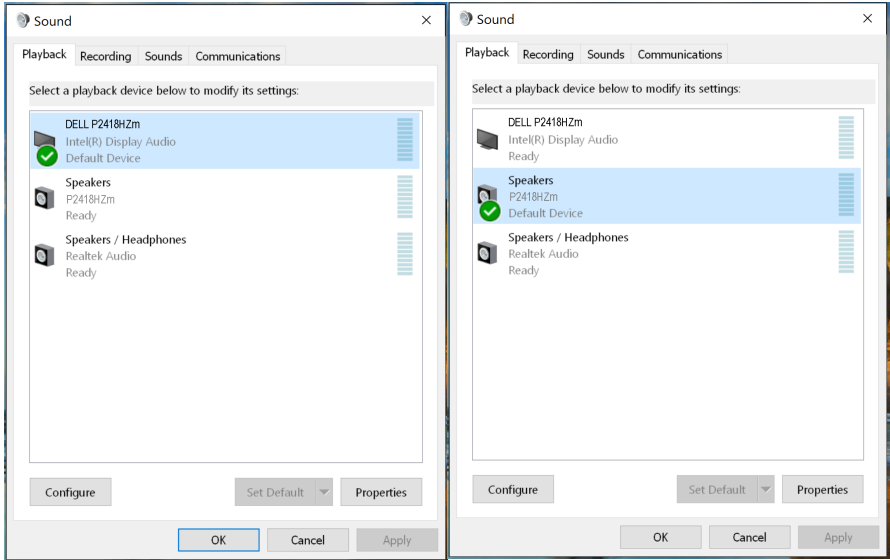 Sound
Playback Recording Sounds Communications
Select a playback device below to modify its settings:
DELL P2418HZm
Intel(R) Display Audio
Default Device
Speakers
P2418HZm
Ready
Speakers / Headphones
Realtek Audio
Ready
Configure Set Default Properties
OK Cancel Apply
Sound
Playback Recording Sounds Communications
Select a playback device below to modify its settings:
DELL P2418HZm
Intel(R) Display Audio
Ready
Speakers
P2418HZm
Default Device
Speakers / Headphones
Realtek Audio
Ready
Configure Set Default Properties
OK Cancel Apply